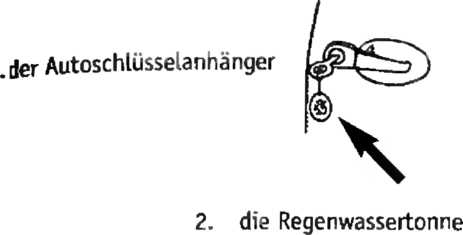 . der Autoschlüsselanhänger
2. die Regenwassertonne